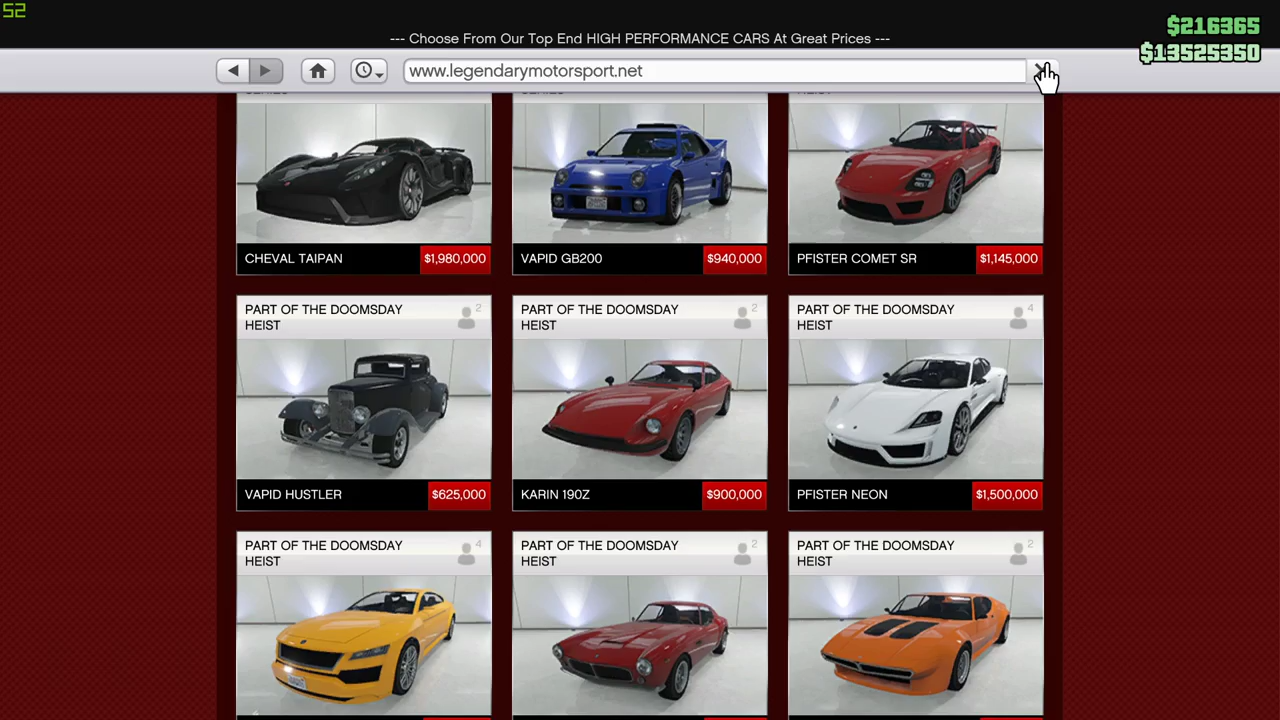 52
$216365
--- Choose From Our Top End HIGH PERFORMANCE CARS At Great Prices ---
$13525350
www.legendarymotorsport.net
CHEVAL TAIPAN $1,980,000
VAPID GB200 $940,000
PFISTER COMET SR $1,145,000
PART OF THE DOOMSDAY
HEIST
2
PART OF THE DOOMSDAY
HEIST
2
PART OF THE DOOMSDAY
HEIST
4
VAPID HUSTLER $625,000
KARIN 190Z $900,000
PFISTER NEON $1,500,000
PART OF THE DOOMSDAY
HEIST
4
PART OF THE DOOMSDAY
HEIST
2
PART OF THE DOOMSDAY
HEIST
2